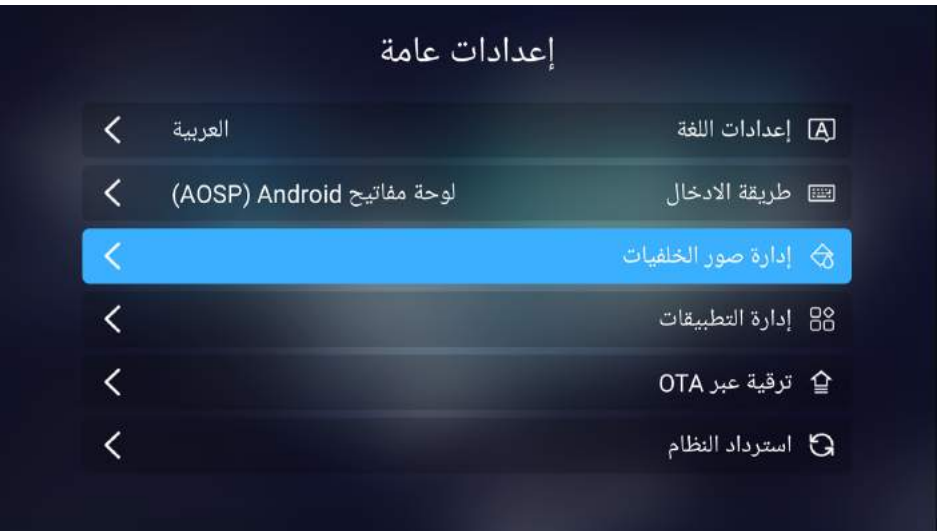 إعدادات عامة
إعدادات اللغة العربية
طريقة الادخال لوحة مفاتيح Android (AOSP)
إدارة صور الخلفيات
إدارة التطبيقات
ترقية عبر OTA
استرداد النظام